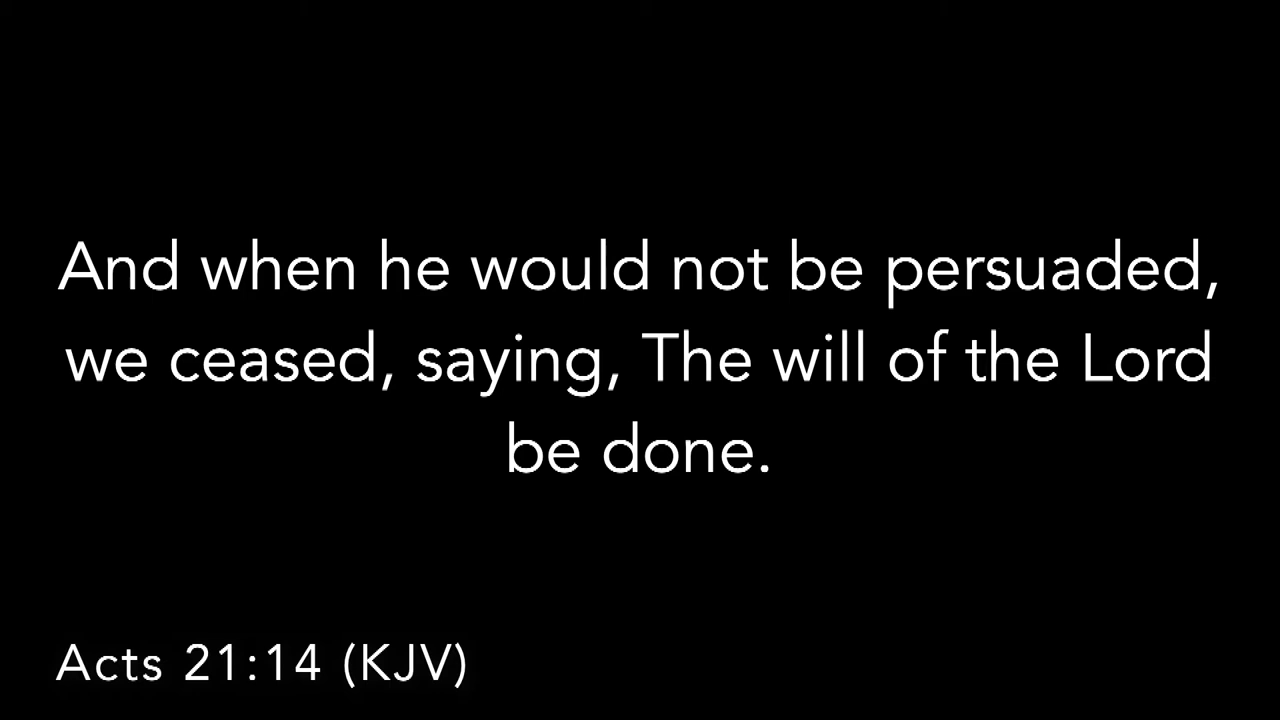 And when he would not be persuaded,
we ceased, saying, The will of the Lord
be done.
Acts 21:14 (KJV)